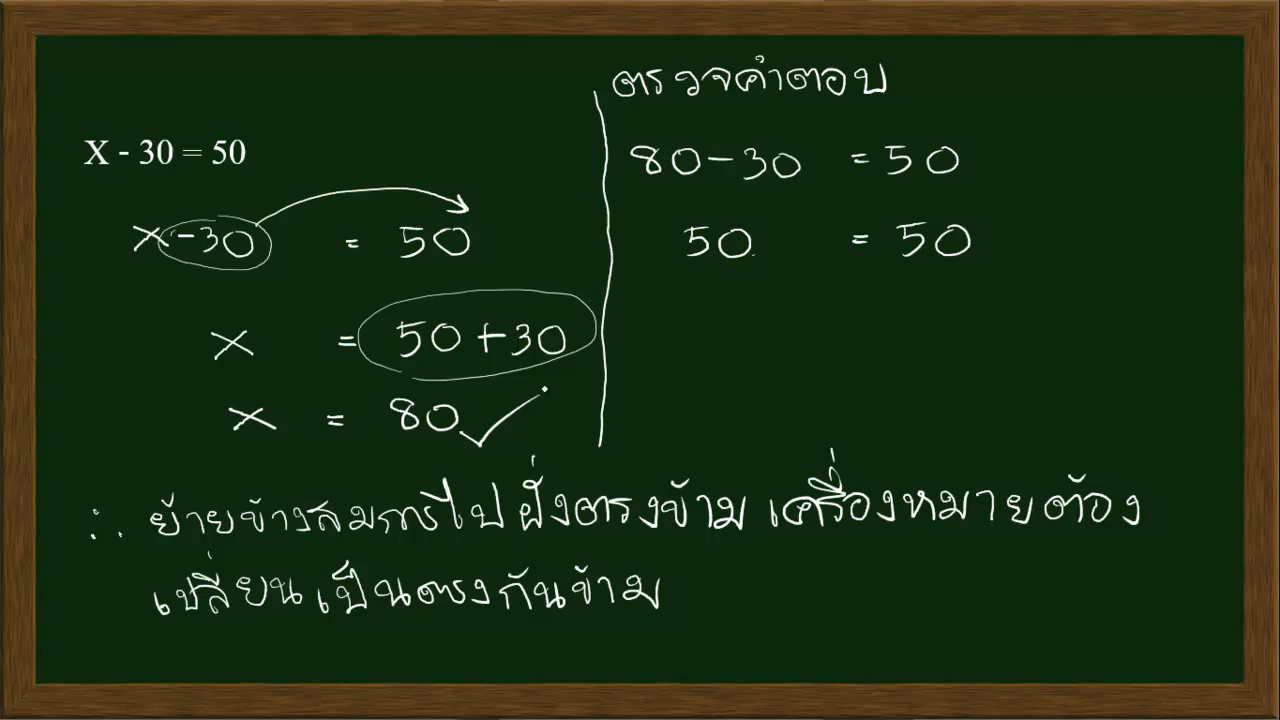 X - 30 = 50
x - 30 = 50
x = 50 + 30
x = 80
ตรวจคำตอบ
80 - 30 = 50
50 = 50
∴ ย้ายข้างสมการไปฝั่งตรงข้าม เครื่องหมายต้อง
เปลี่ยนเป็นตรงกันข้าม